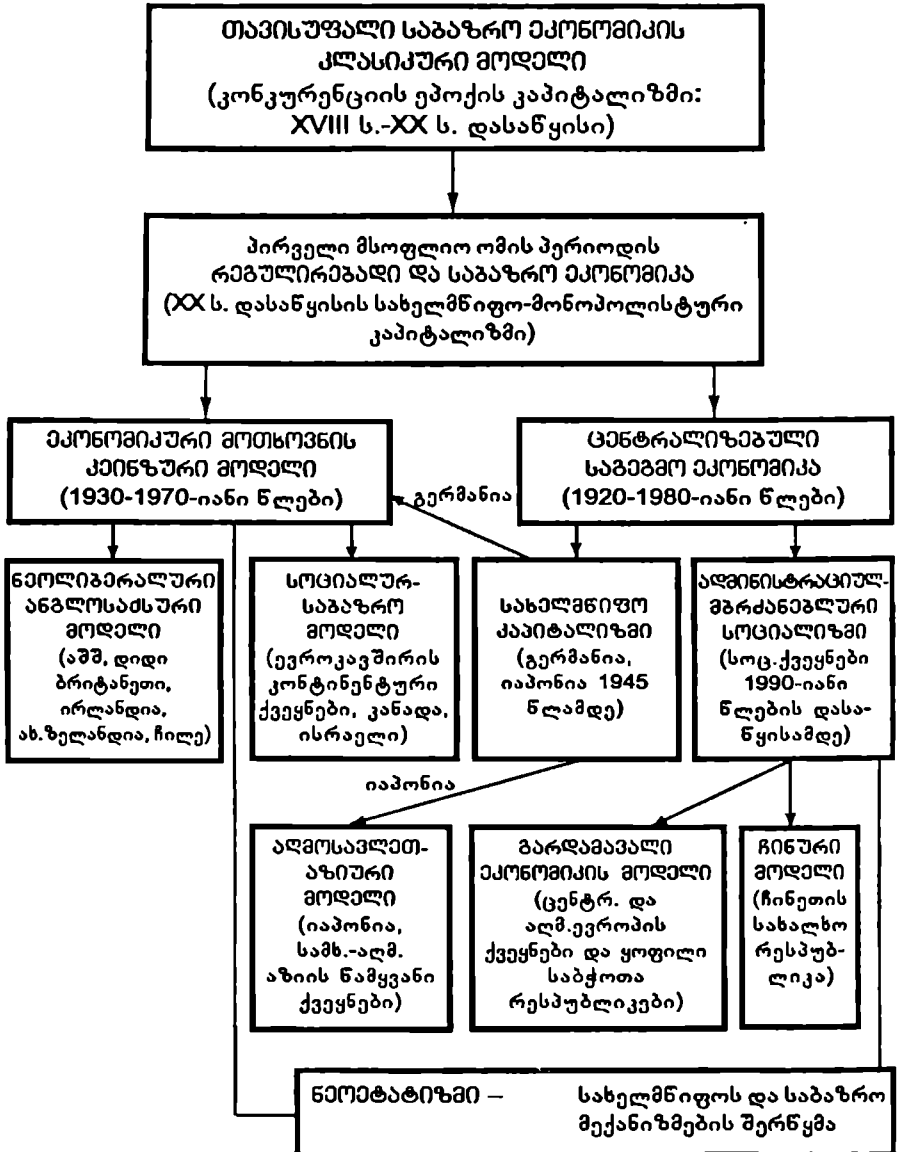 თავისუფალი საბაზრო ეკონომიკის
კლასიკური მოდელი
(კონკურენციის ეპოქის კაპიტალიზმი:
XVIII ს.-XX ს. დასაწყისი)
პირველი მსოფლიო ომის პერიოდის
რეგულირებადი და საბაზრო ეკონომიკა
(XX ს. დასაწყისის სახელმწიფო-მონოპოლისტური
კაპიტალიზმი)
ეკონომიკური მოთხოვნის
კეინზური მოდელი
(1930-1970-იანი წლები)
გერმანია
ცენტრალიზებული
საგეგმო ეკონომიკა
(1920-1980-იანი წლები)
ნეოლიბერალური
ანგლოსაქსური
მოდელი
(აშშ, დიდი
ბრიტანეთი,
ირლანდია,
ახ.ზელანდია, ჩილე)
სოციალურ-
საბაზრო
მოდელი
(ევროკავშირის
კონტინენტური
ქვეყნები, კანადა,
ისრაელი)
სახელმწიფო
კაპიტალიზმი
(გერმანია,
იაპონია 1945
წლამდე)
ადმინისტრაციულ-
მბრძანებლური
სოციალიზმი
(სოც.ქვეყნები
1990-იანი
წლების დასა-
წყისამდე)
იაპონია
აღმოსავლეთ-
აზიური
მოდელი
(იაპონია,
სამხ.-აღმ.
აზიის წამყვანი
ქვეყნები)
გარდამავალი
ეკონომიკის მოდელი
(ცენტრ. და
აღმ.ევროპის
ქვეყნები და ყოფილი
საბჭოთა
რესპუბლიკები)
ჩინური
მოდელი
(ჩინეთის
სახალხო
რესპუბ-
ლიკა)
ნეოეტატიზმი – სახელმწიფოს და საბაზრო
მექანიზმების შერწყმა